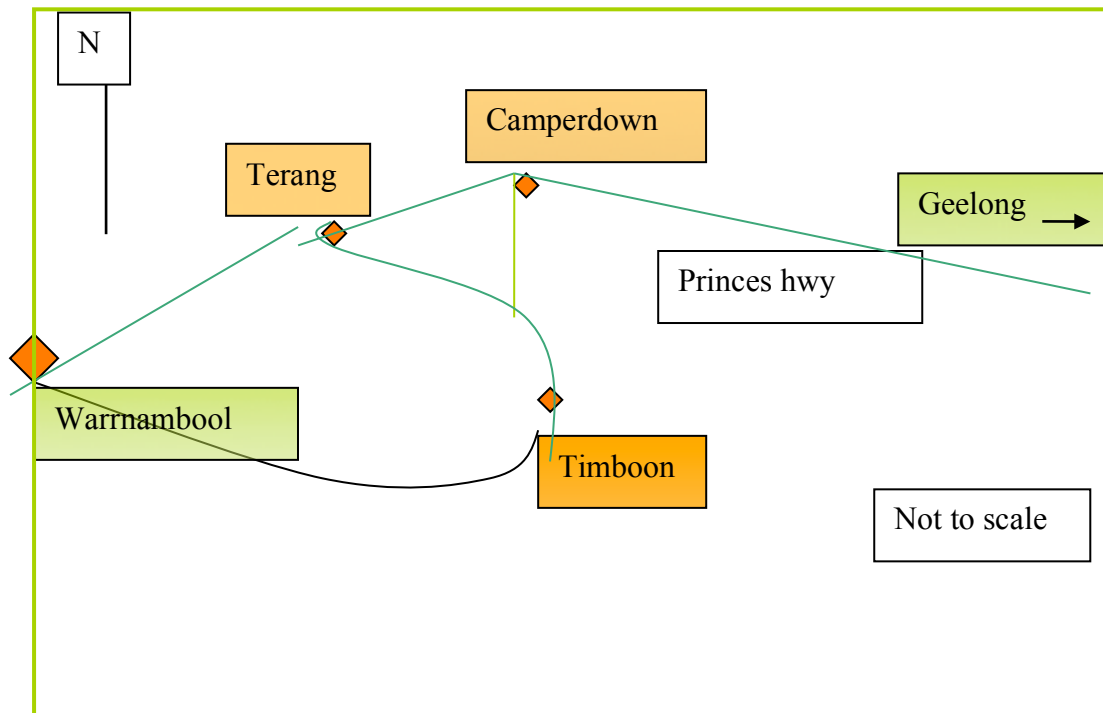 N
Camperdown
Terang
Geelong
Princes hwy
Warrnambool
Timboon
Not to scale